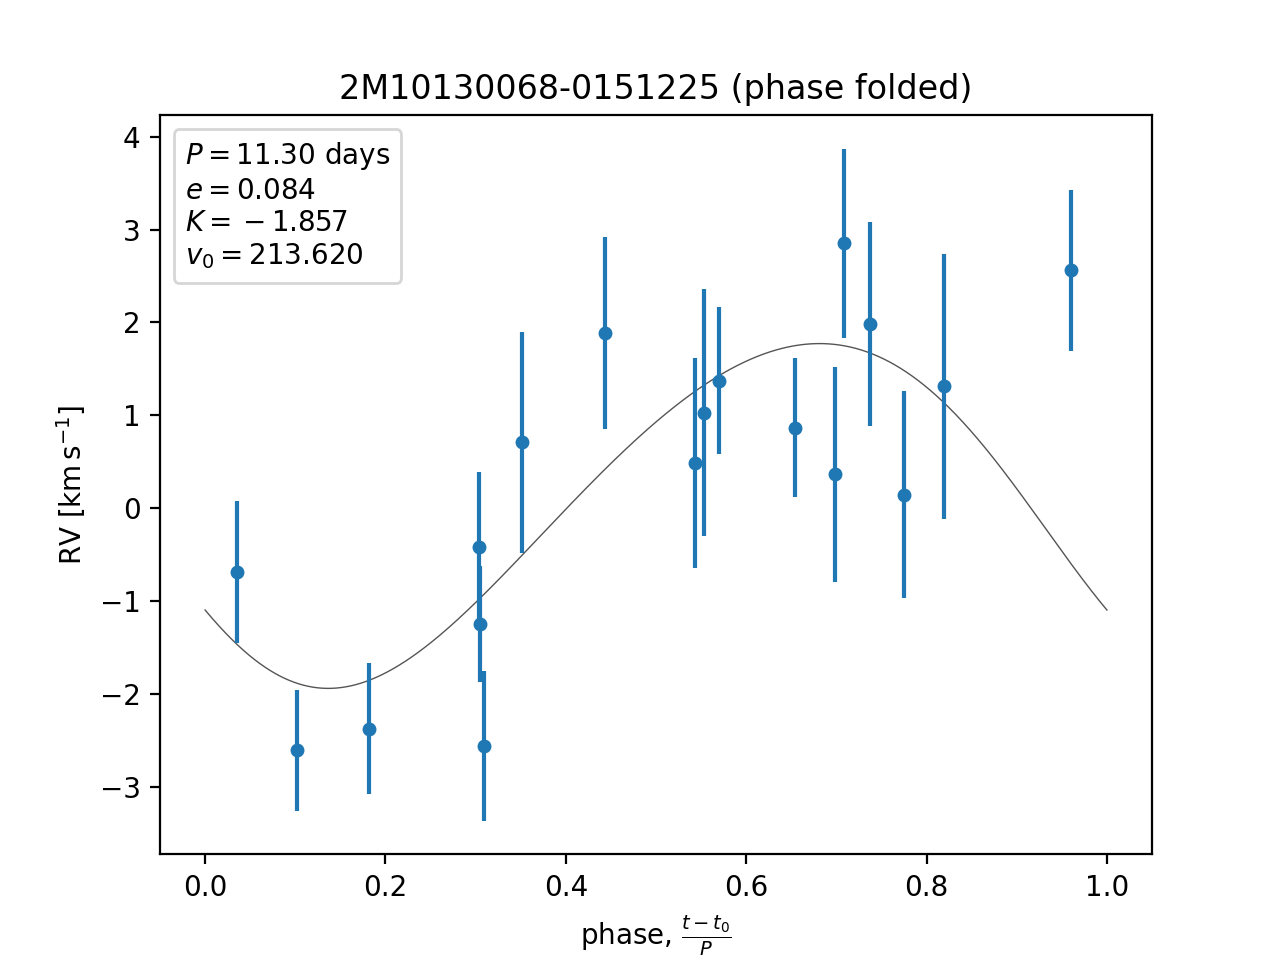 2M10130068-0151225 (phase folded)
P = 11.30 days
e = 0.084
K = −1.857
v₀ = 213.620
4
3
2
1
0
−1
−2
−3
RV [km s⁻¹]
0.0 0.2 0.4 0.6 0.8 1.0
phase, (t − t₀)/P